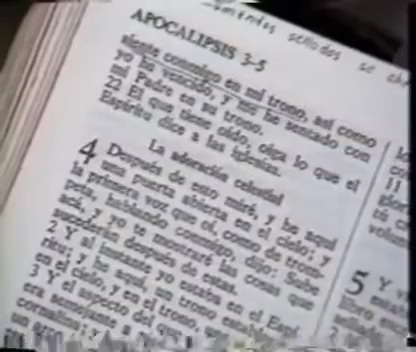 sellados se
APOCALIPSIS 3-5
siente conmigo en mi trono, así como
yo he vencido, y me he sentado con
mi Padre en su trono.
22 El que tiene oído, oiga lo que el
Espíritu dice a las iglesias.
La adoración celestial
4 Después de esto miré, y he aquí
una puerta abierta en el cielo; y
la primera voz que oí, como de trom-
peta, hablando conmigo, dijo: Sube
acá, y yo te mostraré las cosas que
sucederán después de estas.
2 Y al instante yo estaba en el Espí-
ritu; y he aquí, un trono establecido
en el cielo, y en el trono, uno
3 Y el aspecto del que
era semejante a
cornalina; y
un
11
5 Y v